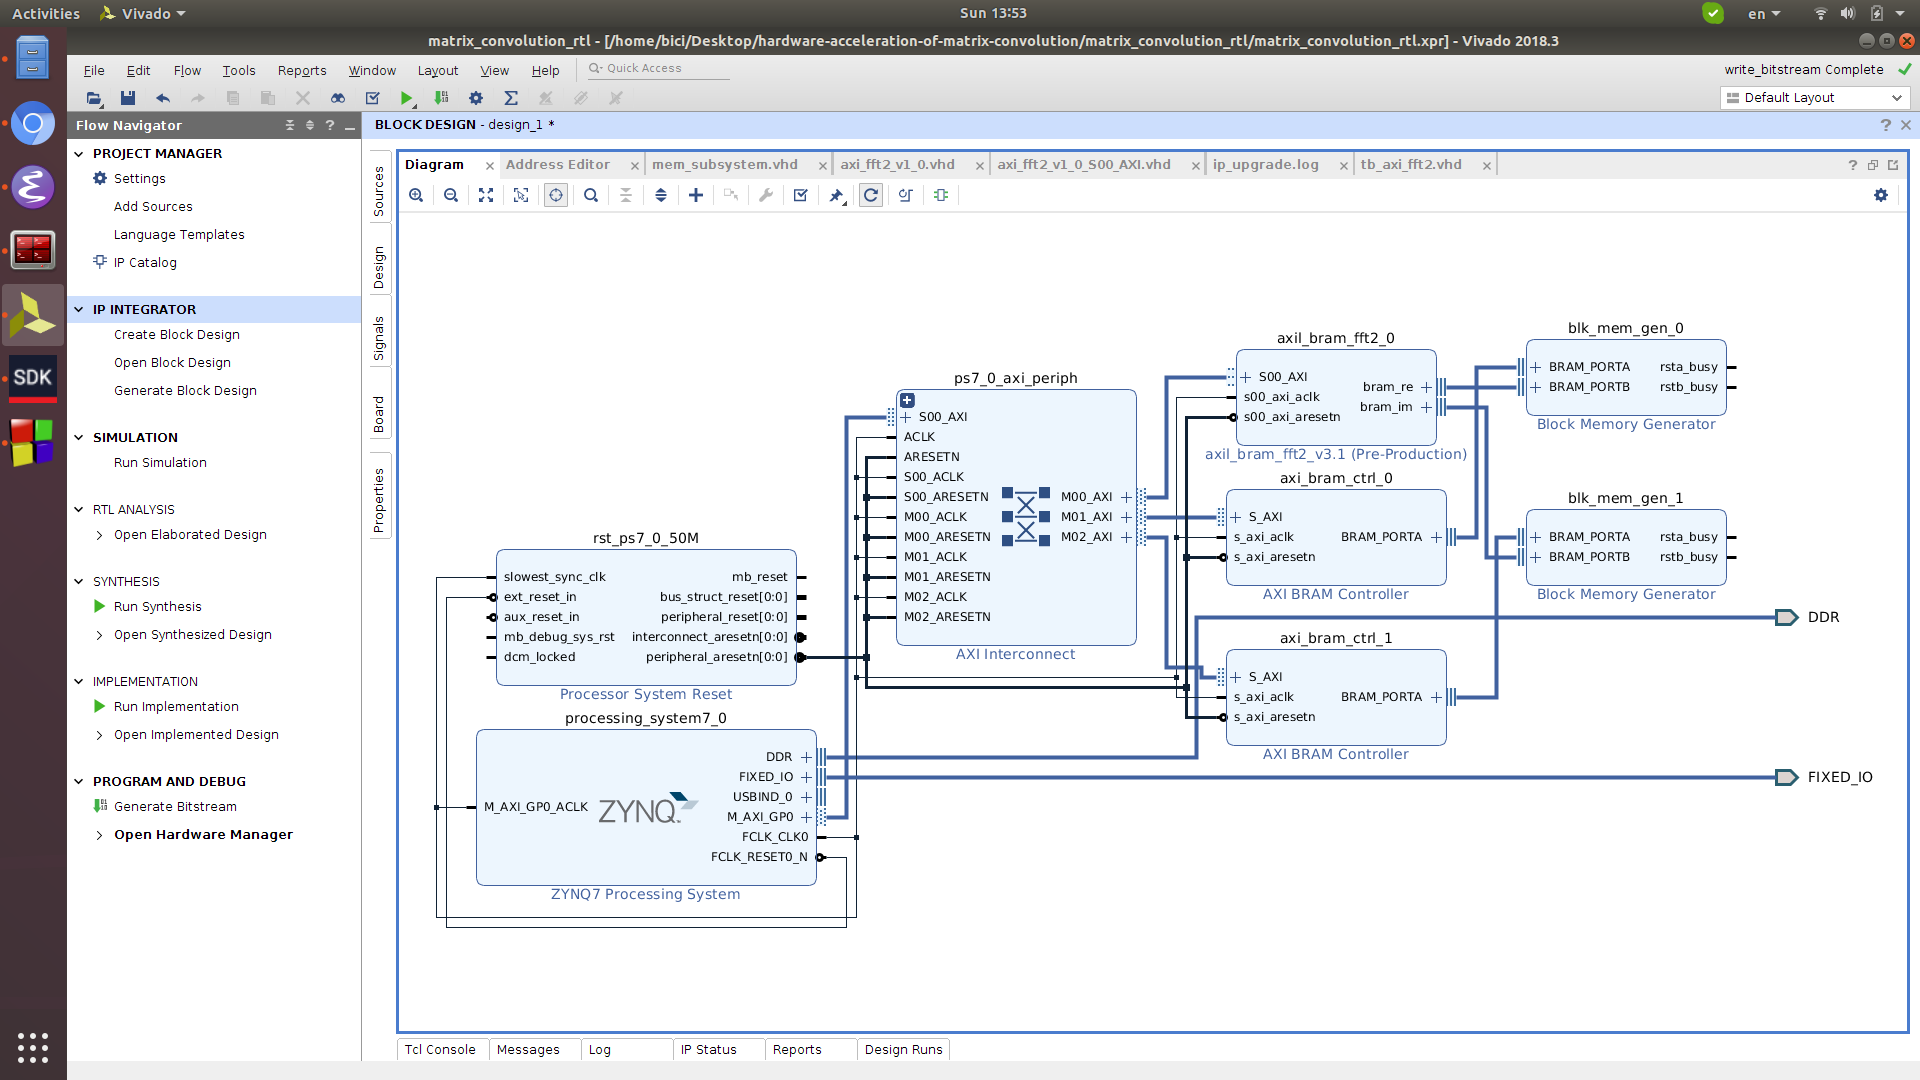 Activities Vivado Sun 13:53 en
matrix_convolution_rtl - [/home/bici/Desktop/hardware-acceleration-of-matrix-convolution/matrix_convolution_rtl/matrix_convolution_rtl.xpr] - Vivado 2018.3
File Edit Flow Tools Reports Window Layout View Help Quick Access write_bitstream Complete
Default Layout
Flow Navigator
PROJECT MANAGER
Settings
Add Sources
Language Templates
IP Catalog
IP INTEGRATOR
Create Block Design
Open Block Design
Generate Block Design
SIMULATION
Run Simulation
RTL ANALYSIS
Open Elaborated Design
SYNTHESIS
Run Synthesis
Open Synthesized Design
IMPLEMENTATION
Run Implementation
Open Implemented Design
PROGRAM AND DEBUG
Generate Bitstream
Open Hardware Manager
SDK
BLOCK DESIGN - design_1 *
Sources
Design
Signals
Board
Properties
Diagram Address Editor mem_subsystem.vhd axi_fft2_v1_0.vhd axi_fft2_v1_0_S00_AXI.vhd ip_upgrade.log tb_axi_fft2.vhd
rst_ps7_0_50M
slowest_sync_clk mb_reset
ext_reset_in bus_struct_reset[0:0]
aux_reset_in peripheral_reset[0:0]
mb_debug_sys_rst interconnect_aresetn[0:0]
dcm_locked peripheral_aresetn[0:0]
Processor System Reset
processing_system7_0
DDR
FIXED_IO
USBIND_0
M_AXI_GP0_ACLK ZYNQ M_AXI_GP0
FCLK_CLK0
FCLK_RESET0_N
ZYNQ7 Processing System
ps7_0_axi_periph
S00_AXI
ACLK
ARESETN
S00_ACLK
S00_ARESETN M00_AXI
M00_ACLK M01_AXI
M00_ARESETN M02_AXI
M01_ACLK
M01_ARESETN
M02_ACLK
M02_ARESETN
AXI Interconnect
axil_bram_fft2_0
S00_AXI
s00_axi_aclk bram_re
s00_axi_aresetn bram_im
axil_bram_fft2_v3.1 (Pre-Production)
axi_bram_ctrl_0
S_AXI
s_axi_aclk BRAM_PORTA
s_axi_aresetn
AXI BRAM Controller
axi_bram_ctrl_1
S_AXI
s_axi_aclk BRAM_PORTA
s_axi_aresetn
AXI BRAM Controller
blk_mem_gen_0
BRAM_PORTA rsta_busy
BRAM_PORTB rstb_busy
Block Memory Generator
blk_mem_gen_1
BRAM_PORTA rsta_busy
BRAM_PORTB rstb_busy
Block Memory Generator
DDR
FIXED_IO
Tcl Console Messages Log IP Status Reports Design Runs